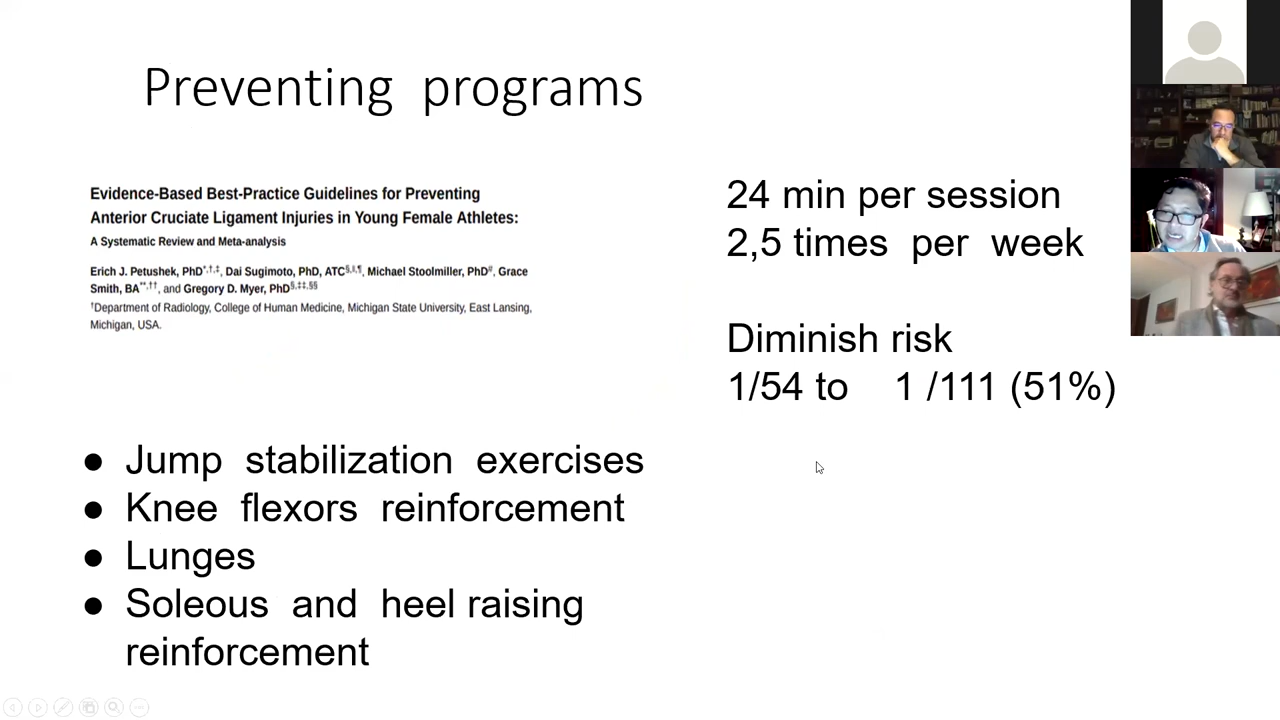 Preventing programs
Evidence-Based Best-Practice Guidelines for Preventing
Anterior Cruciate Ligament Injuries in Young Female Athletes:
A Systematic Review and Meta-analysis
Erich J. Petushek, PhD*,†,‡, Dai Sugimoto, PhD, ATC§,‖,¶, Michael Stoolmiller, PhD#, Grace
Smith, BA**,††, and Gregory D. Myer, PhD§,‡‡,§§
†Department of Radiology, College of Human Medicine, Michigan State University, East Lansing,
Michigan, USA.
24 min per session
2,5 times per week
Diminish risk
1/54 to 1 /111 (51%)
● Jump stabilization exercises
● Knee flexors reinforcement
● Lunges
● Soleous and heel raising
reinforcement